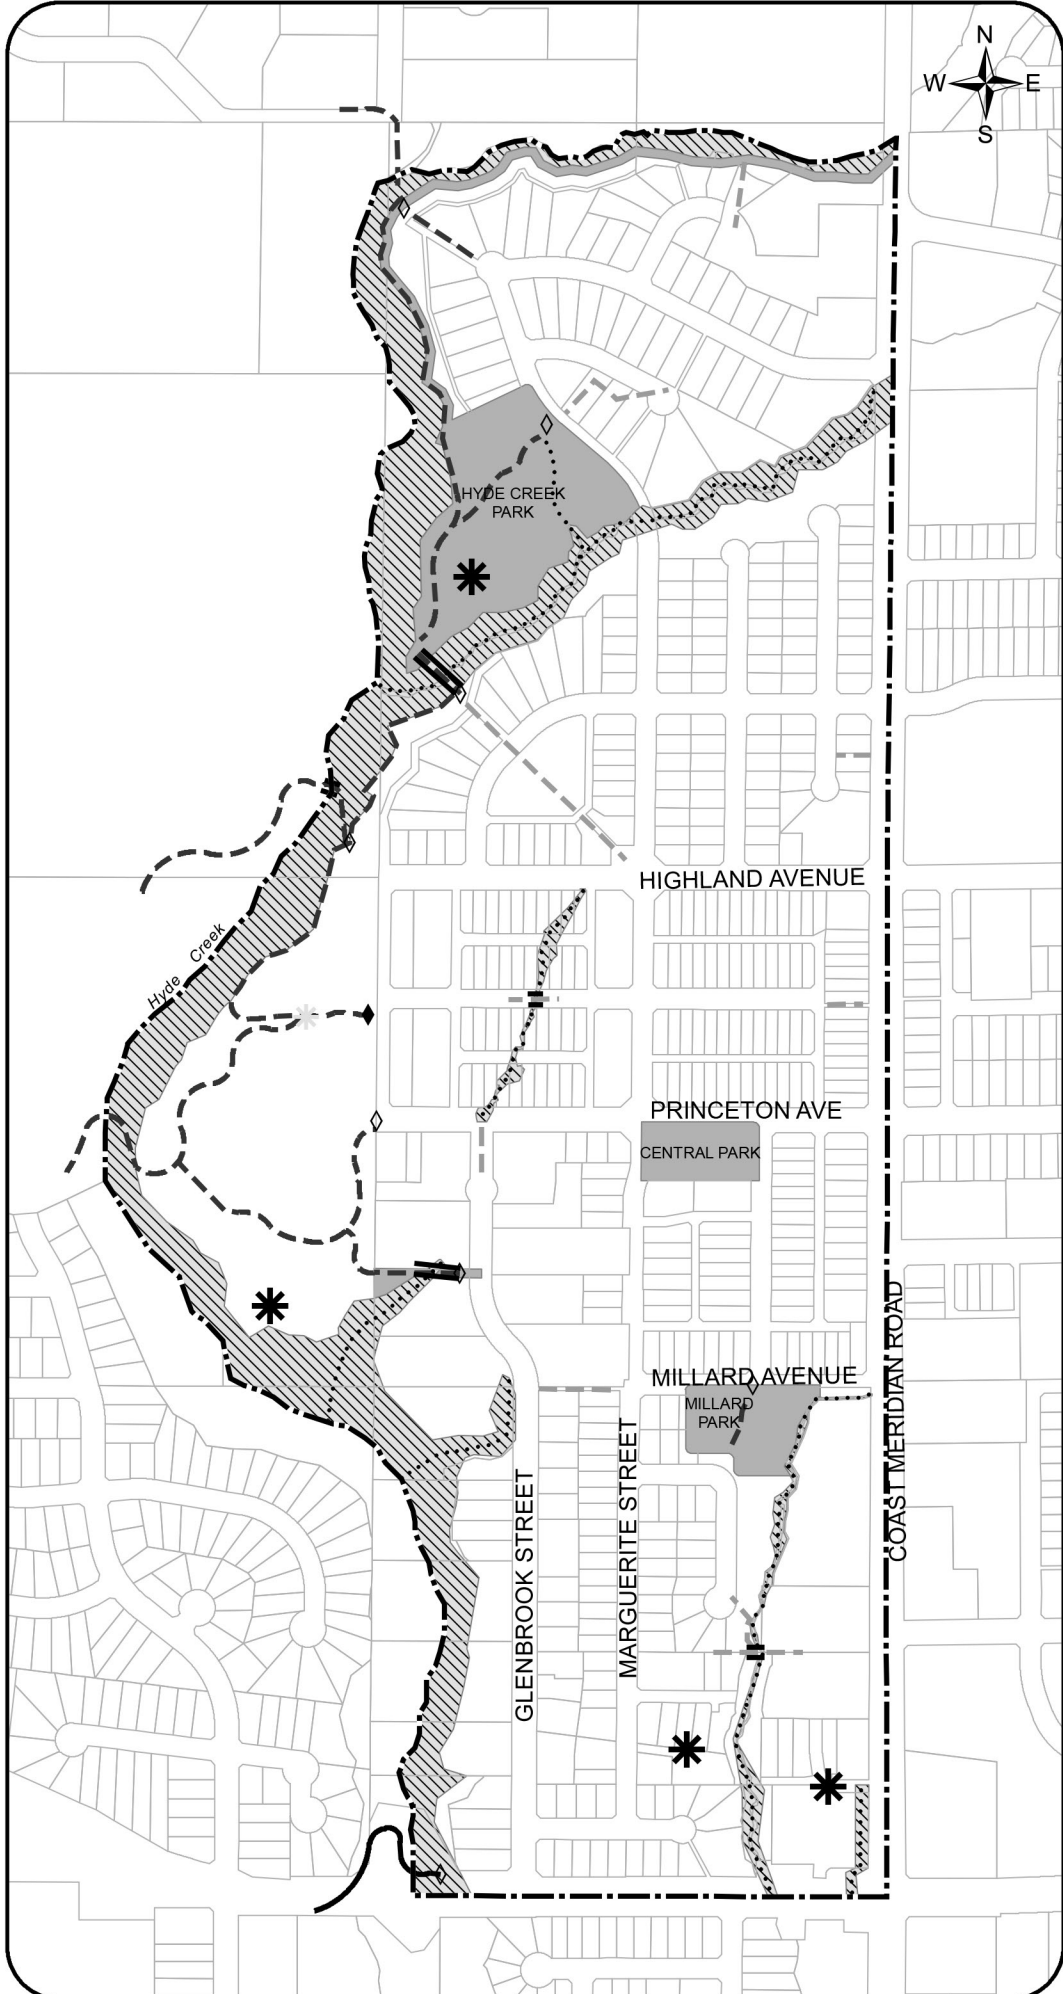 N
W E
S
HYDE CREEK
PARK
HIGHLAND AVENUE
Hyde Creek
PRINCETON AVE
CENTRAL PARK
COAST MERIDIAN ROAD
MILLARD AVENUE
MILLARD
PARK
MARGUERITE STREET
GLENBROOK STREET